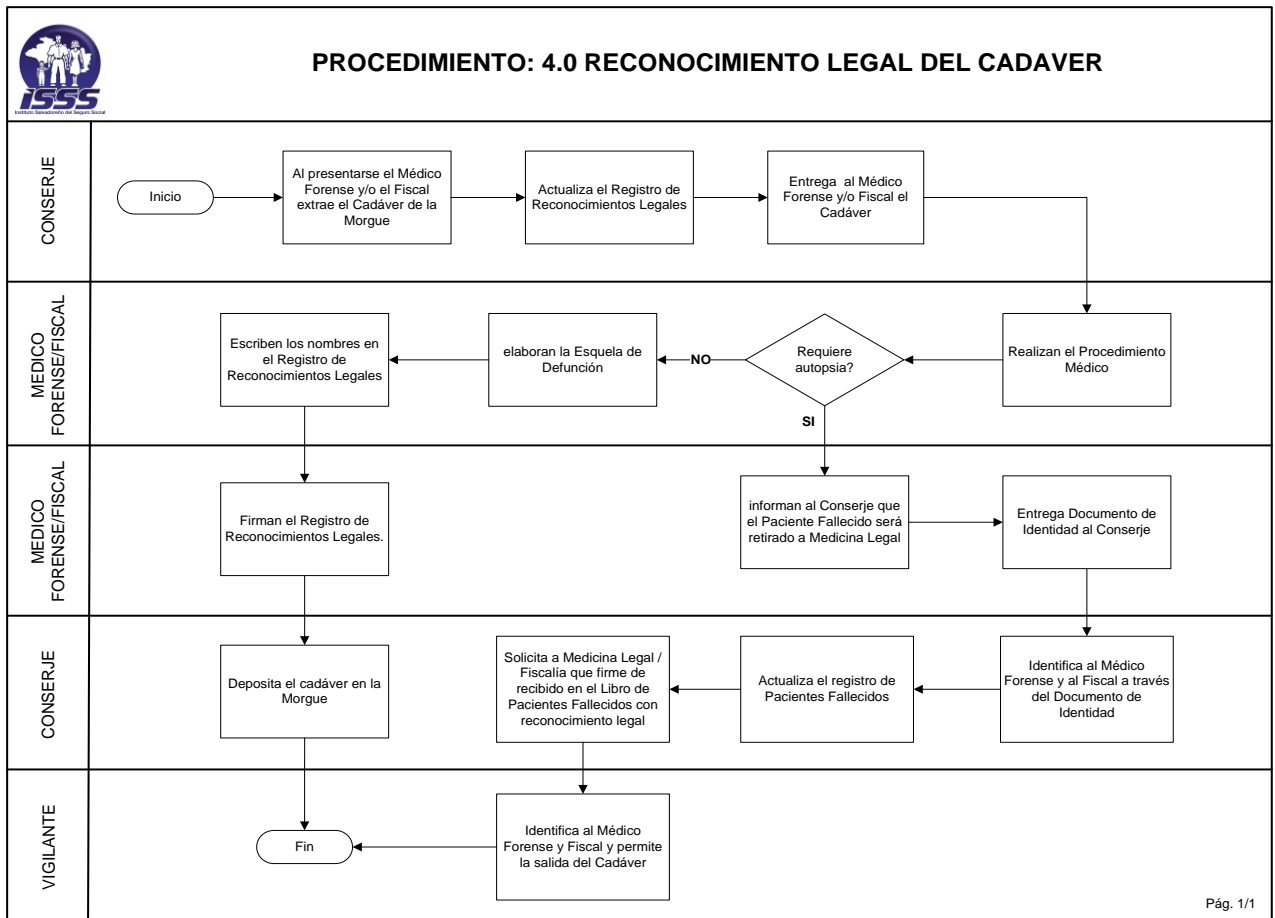 ISSS
Instituto Salvadoreño del Seguro Social
PROCEDIMIENTO: 4.0 RECONOCIMIENTO LEGAL DEL CADAVER
CONSERJE
Inicio
Al presentarse el Médico
Forense y/o el Fiscal
extrae el Cadáver de la
Morgue
Actualiza el Registro de
Reconocimientos Legales
Entrega al Médico
Forense y/o Fiscal el
Cadáver
MEDICO
FORENSE/FISCAL
Escriben los nombres en
el Registro de
Reconocimientos Legales
elaboran la Esquela de
Defunción
NO
Requiere
autopsia?
SI
Realizan el Procedimiento
Médico
MEDICO
FORENSE/FISCAL
Firman el Registro de
Reconocimientos Legales.
informan al Conserje que
el Paciente Fallecido será
retirado a Medicina Legal
Entrega Documento de
Identidad al Conserje
CONSERJE
Deposita el cadáver en la
Morgue
Solicita a Medicina Legal /
Fiscalía que firme de
recibido en el Libro de
Pacientes Fallecidos con
reconocimiento legal
Actualiza el registro de
Pacientes Fallecidos
Identifica al Médico
Forense y al Fiscal a través
del Documento de
Identidad
VIGILANTE
Fin
Identifica al Médico
Forense y Fiscal y permite
la salida del Cadáver
Pág. 1/1